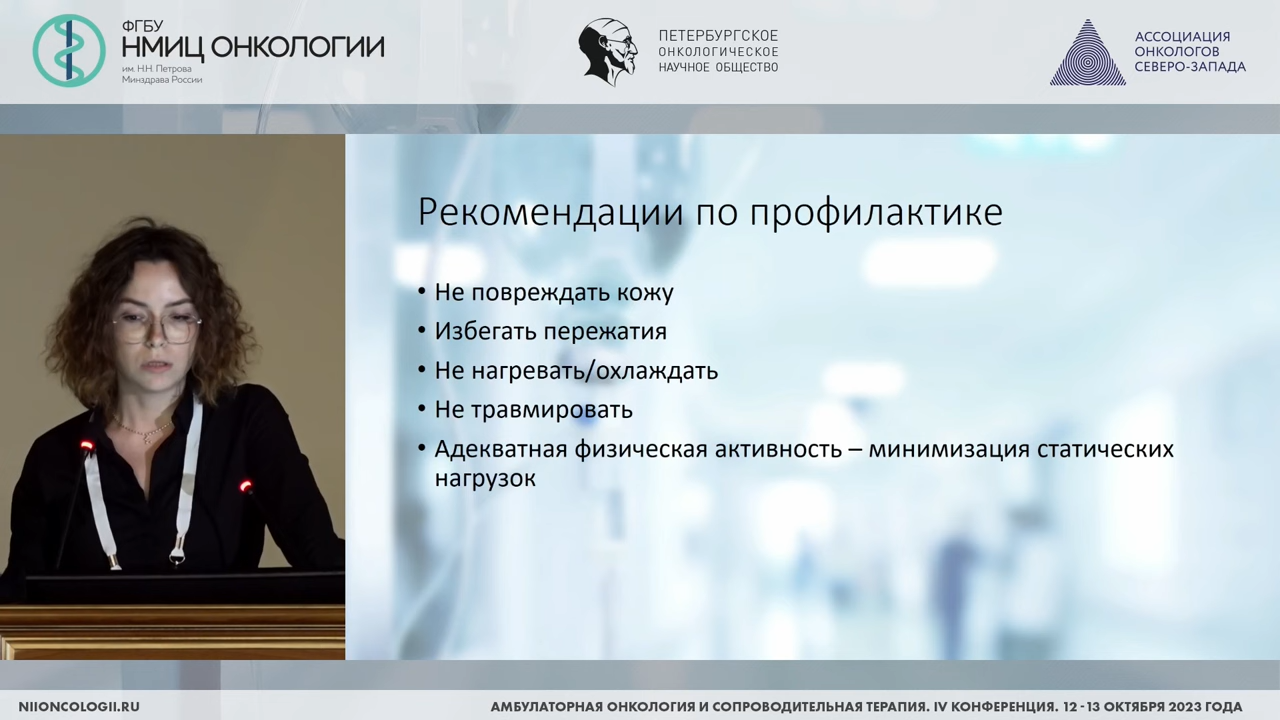 ФГБУ
НМИЦ ОНКОЛОГИИ
им. Н.Н. Петрова
Минздрава России
ПЕТЕРБУРГСКОЕ
ОНКОЛОГИЧЕСКОЕ
НАУЧНОЕ ОБЩЕСТВО
АССОЦИАЦИЯ
ОНКОЛОГОВ
СЕВЕРО-ЗАПАДА
Рекомендации по профилактике
• Не повреждать кожу
• Избегать пережатия
• Не нагревать/охлаждать
• Не травмировать
• Адекватная физическая активность – минимизация статических
нагрузок
NIIONCOLOGII.RU
АМБУЛАТОРНАЯ ОНКОЛОГИЯ И СОПРОВОДИТЕЛЬНАЯ ТЕРАПИЯ. IV КОНФЕРЕНЦИЯ. 12 - 13 ОКТЯБРЯ 2023 ГОДА